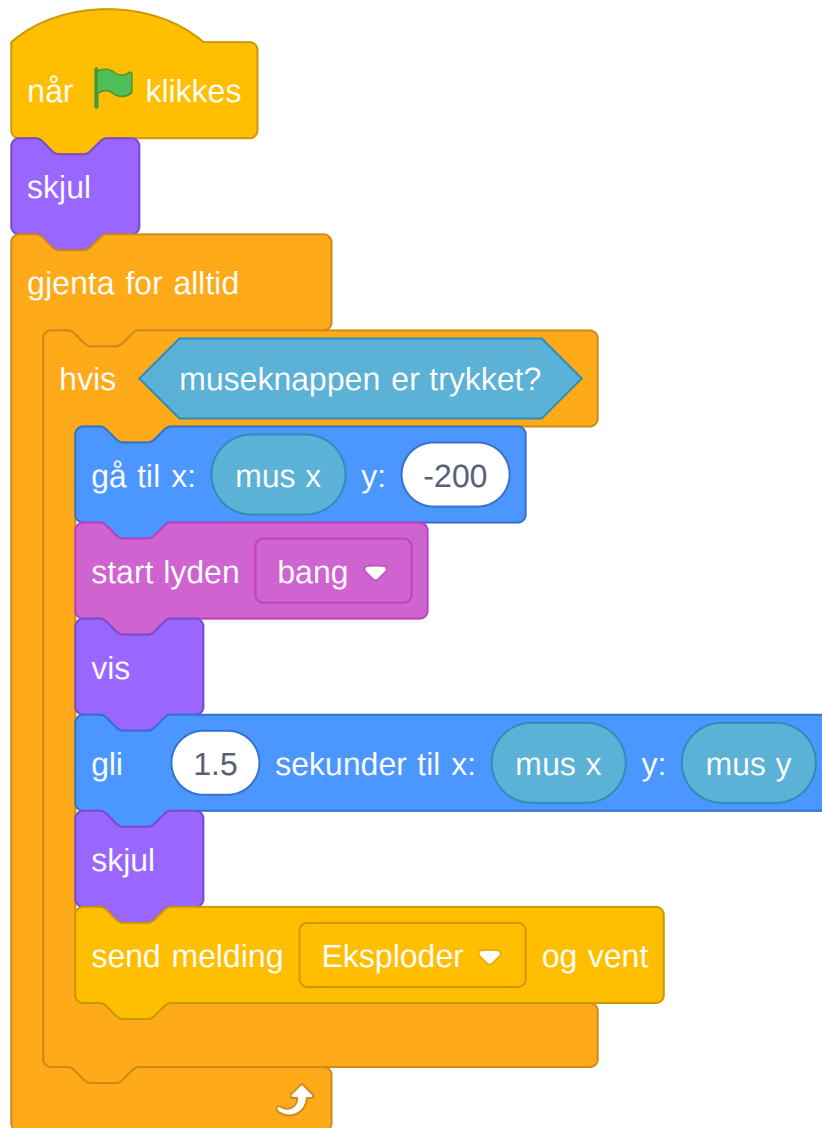 når klikkes
skjul
gjenta for alltid
hvis museknappen er trykket?
gå til x: mus x y: -200
start lyden bang
vis
gli 1.5 sekunder til x: mus x y: mus y
skjul
send melding Eksploder og vent